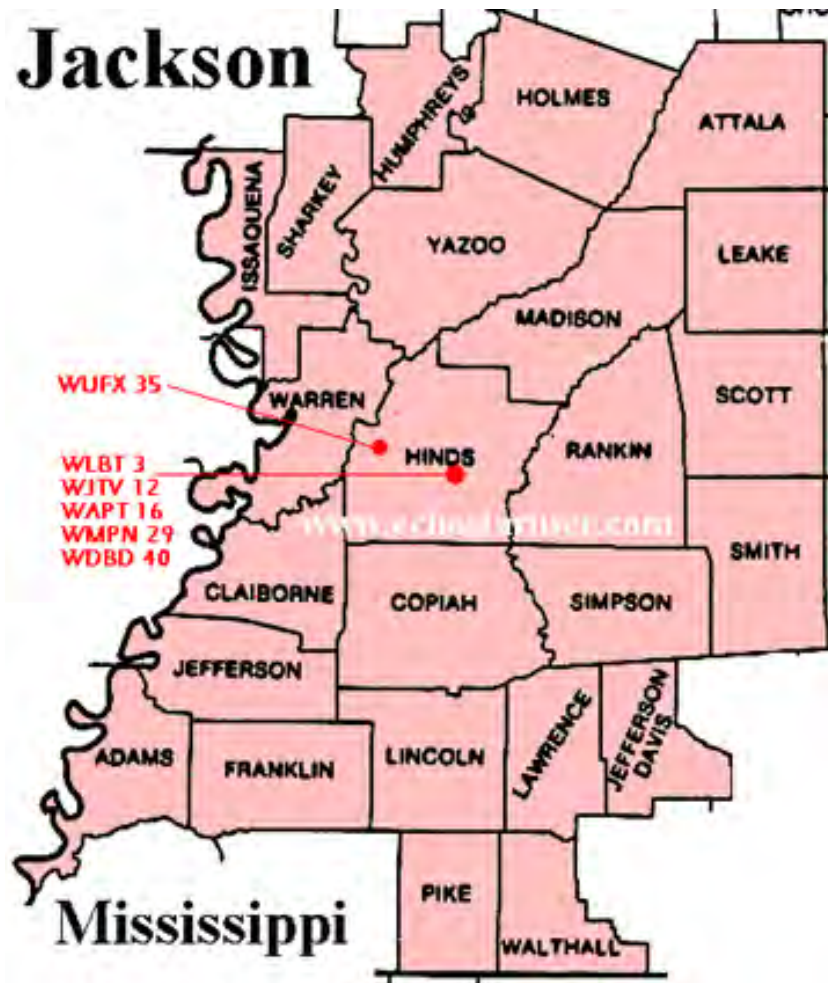 Jackson
HUMPHREYS
HOLMES
ATTALA
ISSAQUENA
SHARKEY
YAZOO
LEAKE
MADISON
WUFX 35
WARREN
SCOTT
HINDS
RANKIN
WLBT 3
WJTV 12
WAPT 16
WMPN 29
WDBD 40
SMITH
CLAIBORNE
COPIAH
SIMPSON
JEFFERSON
LAWRENCE
JEFFERSON
DAVIS
ADAMS
FRANKLIN
LINCOLN
PIKE
WALTHALL
Mississippi